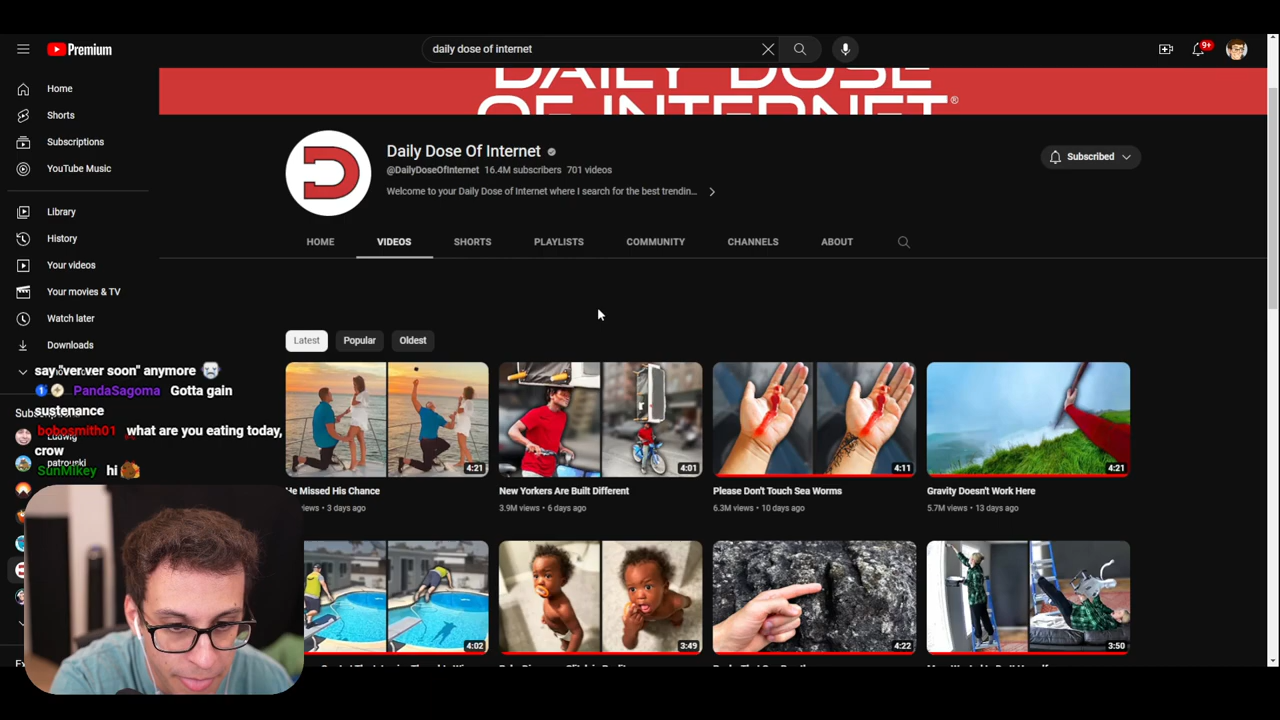 Premium
daily dose of internet
9+
Home
Shorts
Subscriptions
YouTube Music
Library
History
Your videos
Your movies & TV
Watch later
Downloads
DAILY DOSE
OF INTERNET®
Daily Dose Of Internet
@DailyDoseOfInternet 16.4M subscribers 701 videos
Welcome to your Daily Dose of Internet where I search for the best trendin...
Subscribed
HOME VIDEOS SHORTS PLAYLISTS COMMUNITY CHANNELS ABOUT
Latest Popular Oldest
say "verver soon" anymore
PandaSagoma Gotta gain
sustenance
bobosmith01 what are you eating today,
crow
SunMikey hi
Ludwig
4:21
4:01
4:11
4:21
He Missed His Chance
views • 3 days ago
New Yorkers Are Built Different
3.9M views • 6 days ago
Please Don't Touch Sea Worms
6.3M views • 10 days ago
Gravity Doesn't Work Here
5.7M views • 13 days ago
4:02
3:49
4:22
3:50